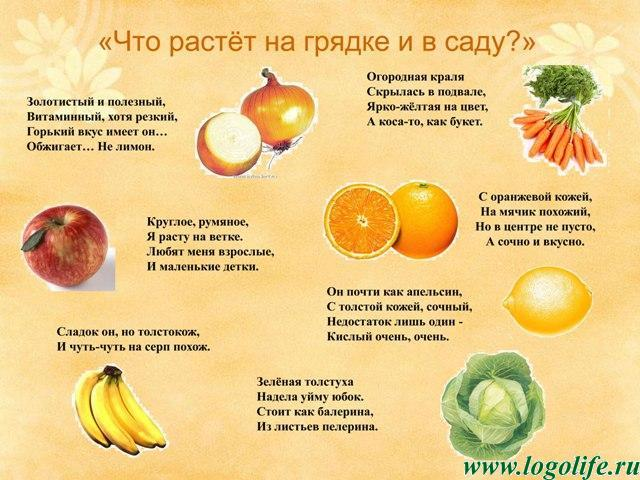 «Что растёт на грядке и в саду?»
Золотистый и полезный,
Витаминный, хотя резкий,
Горький вкус имеет он…
Обжигает… Не лимон.
Огородная краля
Скрылась в подвале,
Ярко-жёлтая на цвет,
А коса-то, как букет.
Круглое, румяное,
Я расту на ветке.
Любят меня взрослые,
И маленькие детки.
С оранжевой кожей,
На мячик похожий,
Но в центре не пусто,
А сочно и вкусно.
Он почти как апельсин,
С толстой кожей, сочный,
Недостаток лишь один -
Кислый очень, очень.
Сладок он, но толстокож,
И чуть-чуть на серп похож.
Зелёная толстуха
Надела уйму юбок.
Стоит как балерина,
Из листьев пелерина.
www.logolife.ru